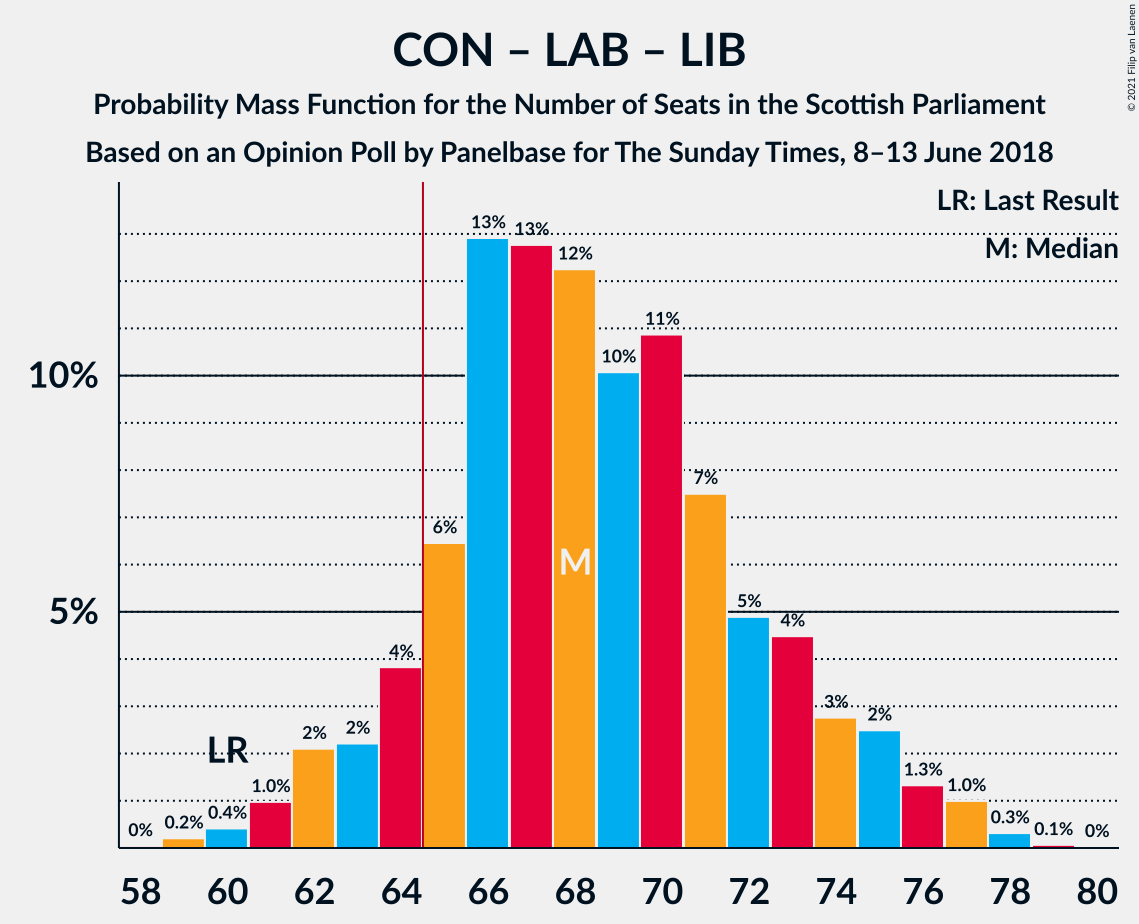 CON – LAB – LIB
Probability Mass Function for the Number of Seats in the Scottish Parliament
Based on an Opinion Poll by Panelbase for The Sunday Times, 8–13 June 2018
© 2021 Filip van Laenen
LR: Last Result
M: Median
10%
5%
0%
0.2%
0.4%
1.0%
2%
2%
4%
6%
13%
13%
12%
10%
11%
7%
5%
4%
3%
2%
1.3%
1.0%
0.3%
0.1%
0%
LR
M
58 60 62 64 66 68 70 72 74 76 78 80